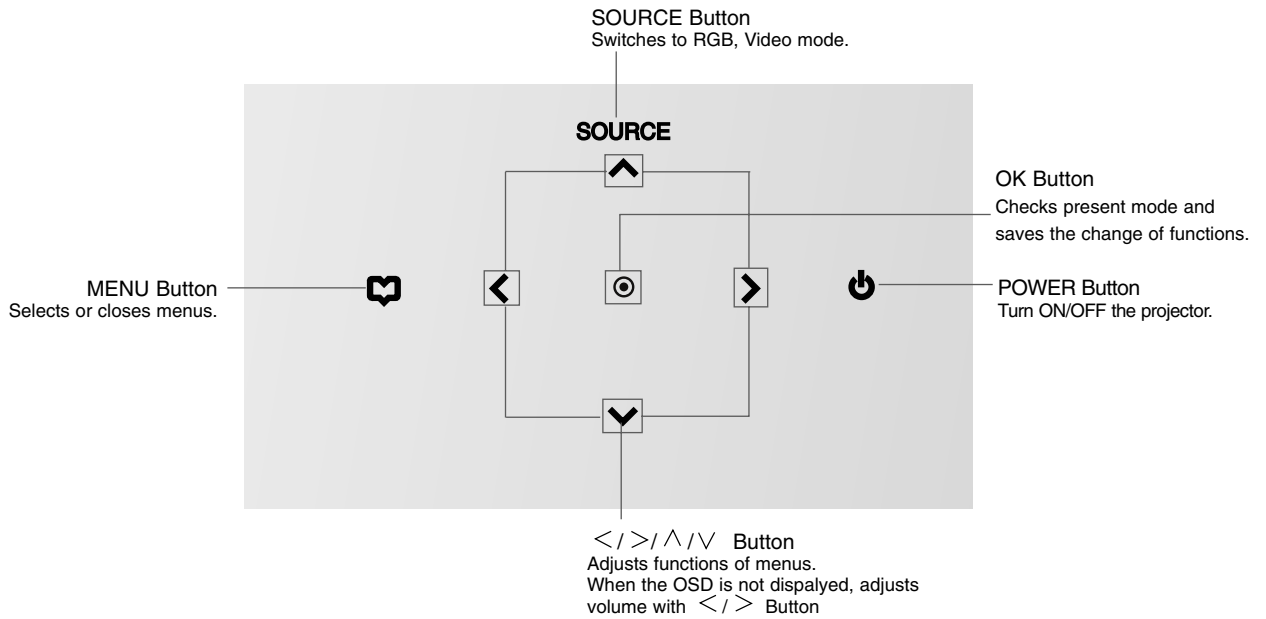 SOURCE Button
Switches to RGB, Video mode.
SOURCE
OK Button
Checks present mode and
saves the change of functions.
MENU Button
Selects or closes menus.
POWER Button
Turn ON/OFF the projector.
< / > / ∧ / ∨ Button
Adjusts functions of menus.
When the OSD is not dispalyed, adjusts
volume with < / > Button